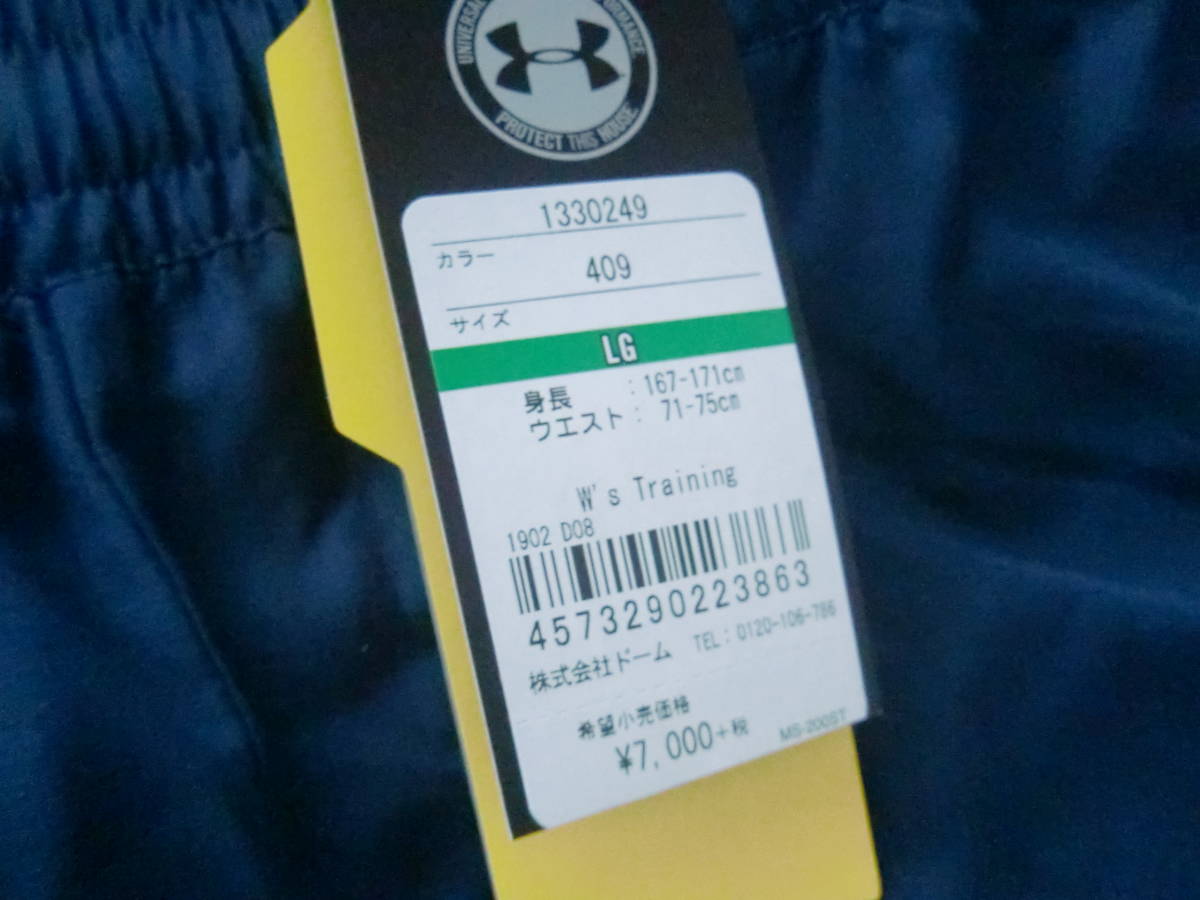 UNIVERSAL
PROTECT THIS HOUSE
1330249
カラー
409
サイズ
LG
身長 : 167-171cm
ウエスト : 71-75cm
W's Training
1902 D08
4573290223863
株式会社ドーム TEL : 0120-106-786
希望小売価格
¥7,000+税
MS-200ST